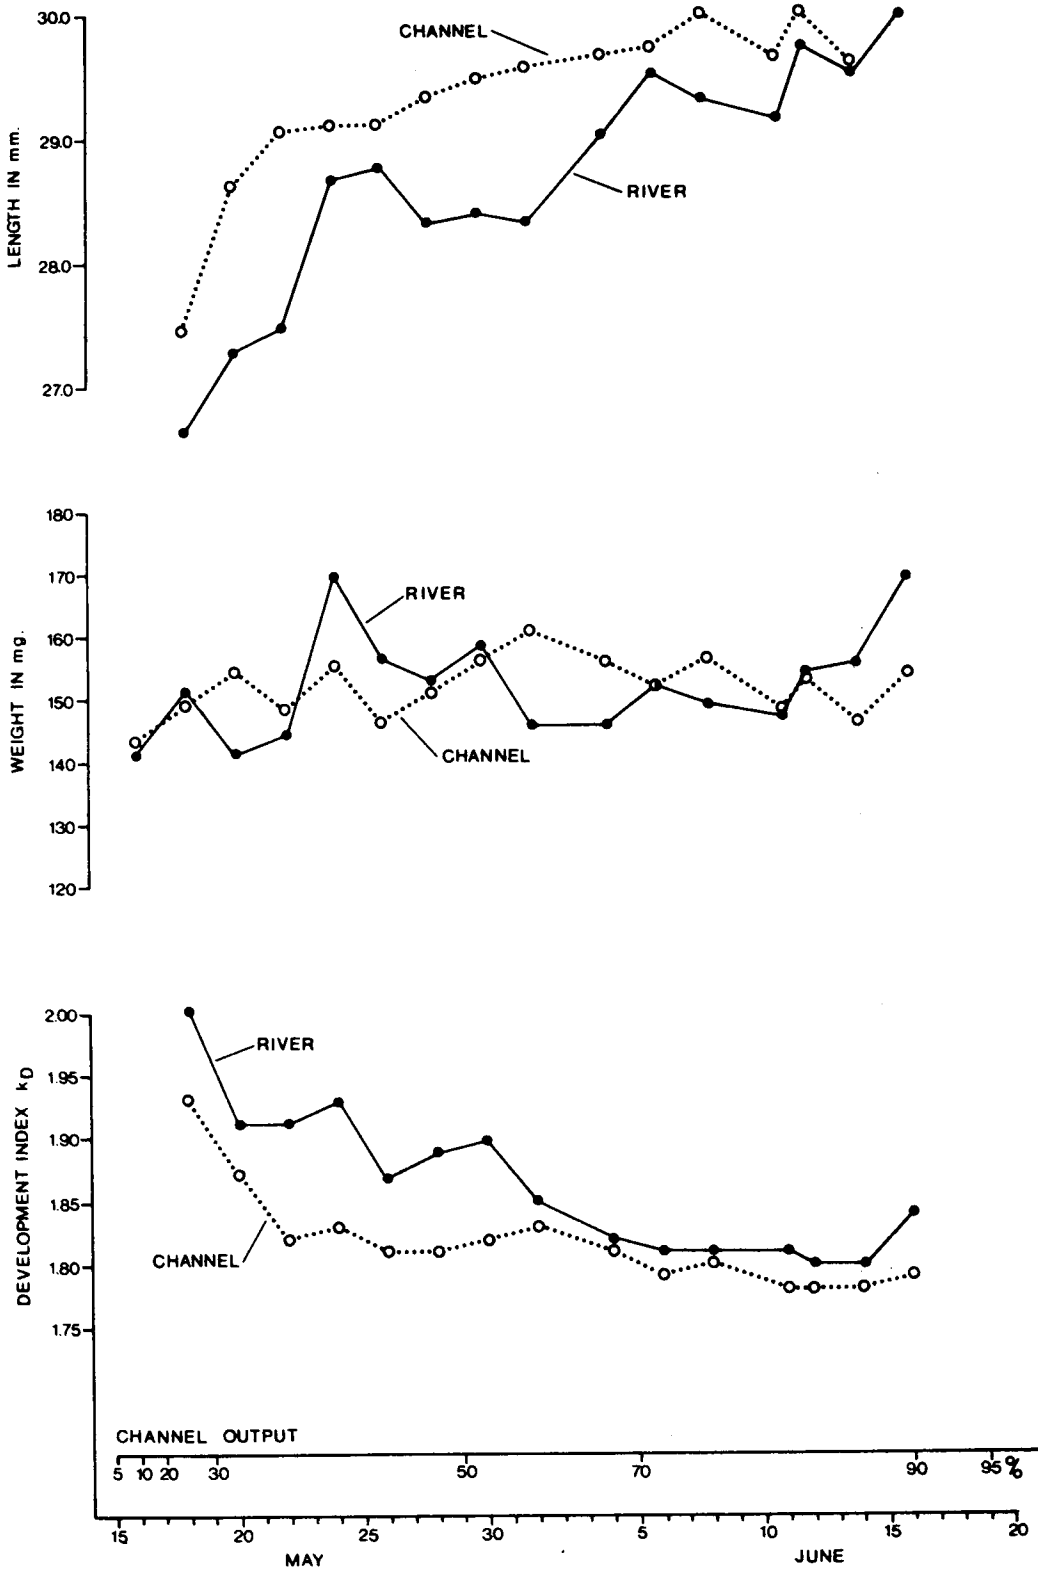 30.0
CHANNEL
29.0
RIVER
28.0
27.0
LENGTH IN mm.
180
170
RIVER
160
150
CHANNEL
140
130
120
WEIGHT IN mg.
2.00
RIVER
1.95
1.90
1.85
CHANNEL
1.80
1.75
DEVELOPMENT INDEX kD
CHANNEL OUTPUT
5 10 20 30 50 70 90 95%
15 20 25 30 5 10 15 20
MAY JUNE